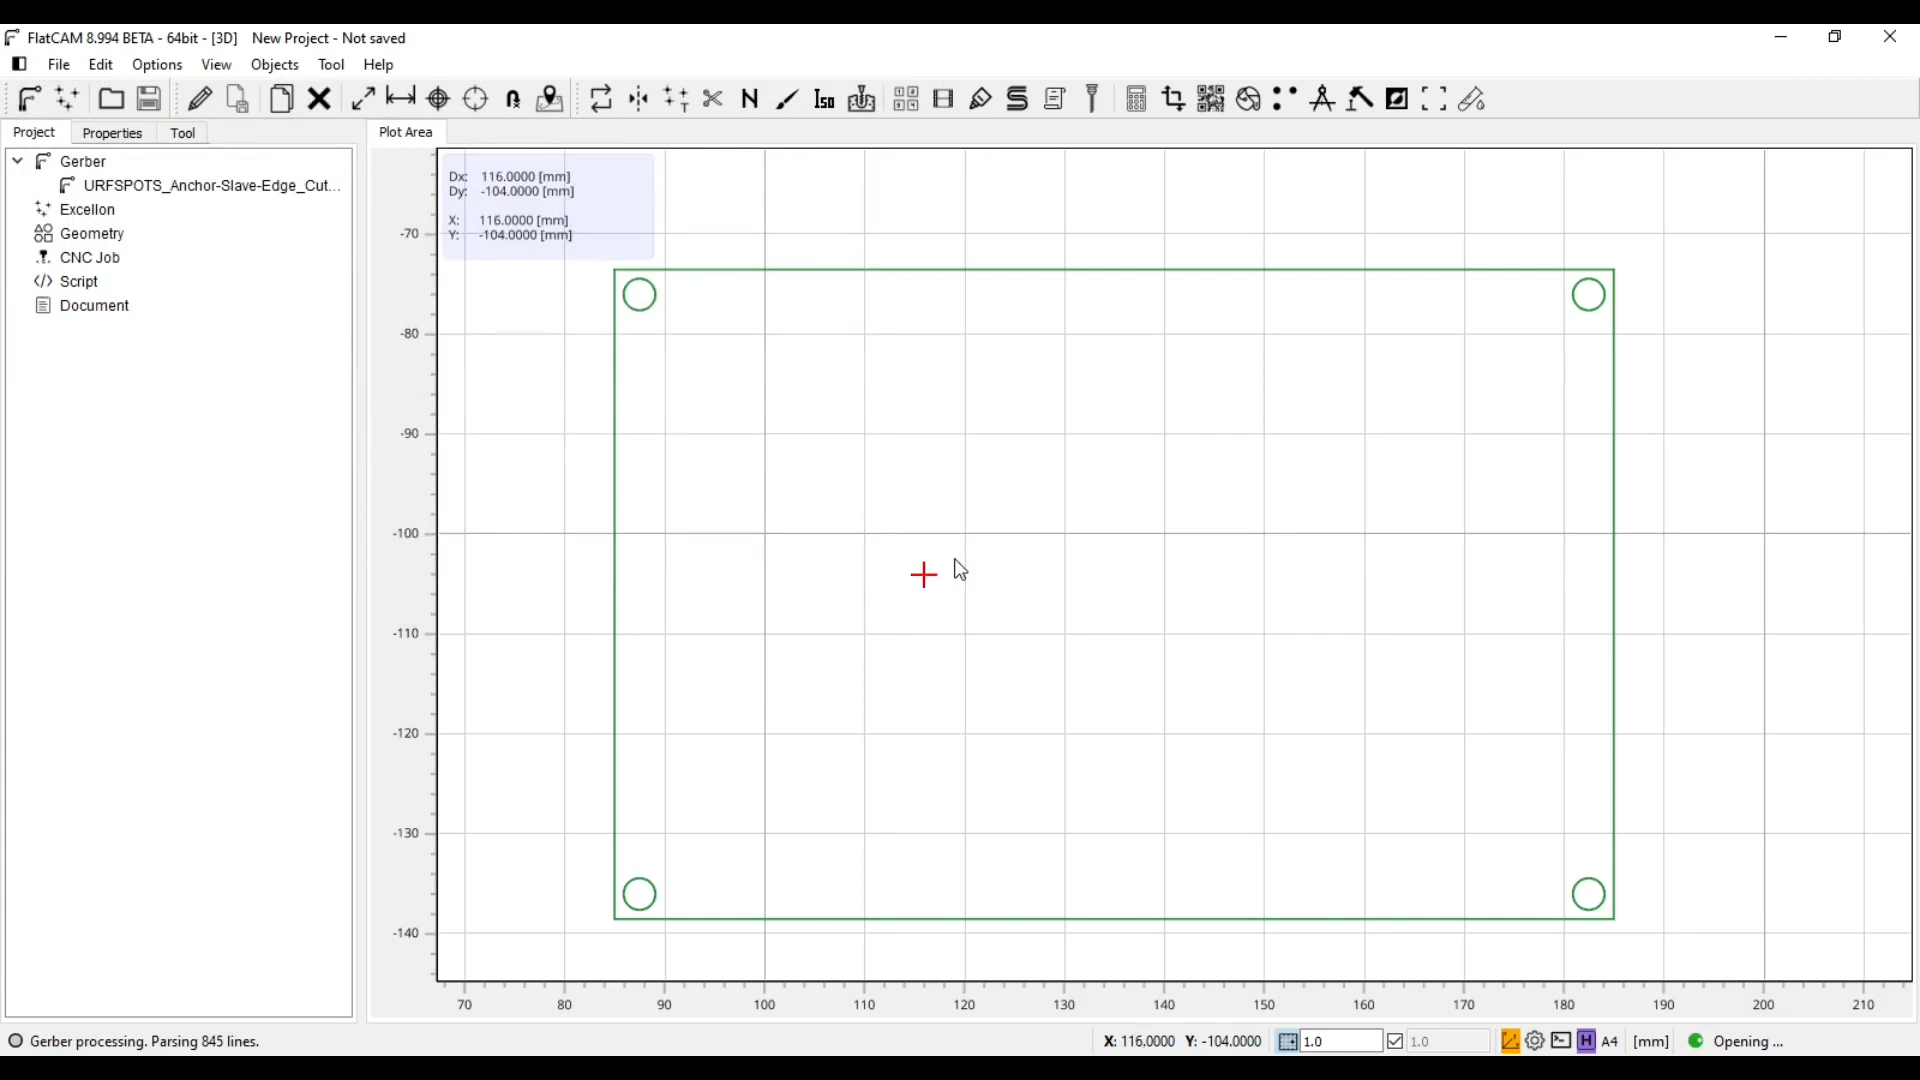 FlatCAM 8.994 BETA - 64bit - [3D] New Project - Not saved
File Edit Options View Objects Tool Help
T N Iso
Project Properties Tool Plot Area
Gerber
URFSPOTS_Anchor-Slave-Edge_Cut...
Excellon
Geometry
CNC Job
Script
Document
Dx: 116.0000 [mm]
Dy: -104.0000 [mm]
X: 116.0000 [mm]
Y: -104.0000 [mm]
-70
-80
-90
-100
-110
-120
-130
-140
70 80 90 100 110 120 130 140 150 160 170 180 190 200 210
Gerber processing. Parsing 845 lines. X: 116.0000 Y: -104.0000 1.0 1.0 H A4 [mm] Opening ...